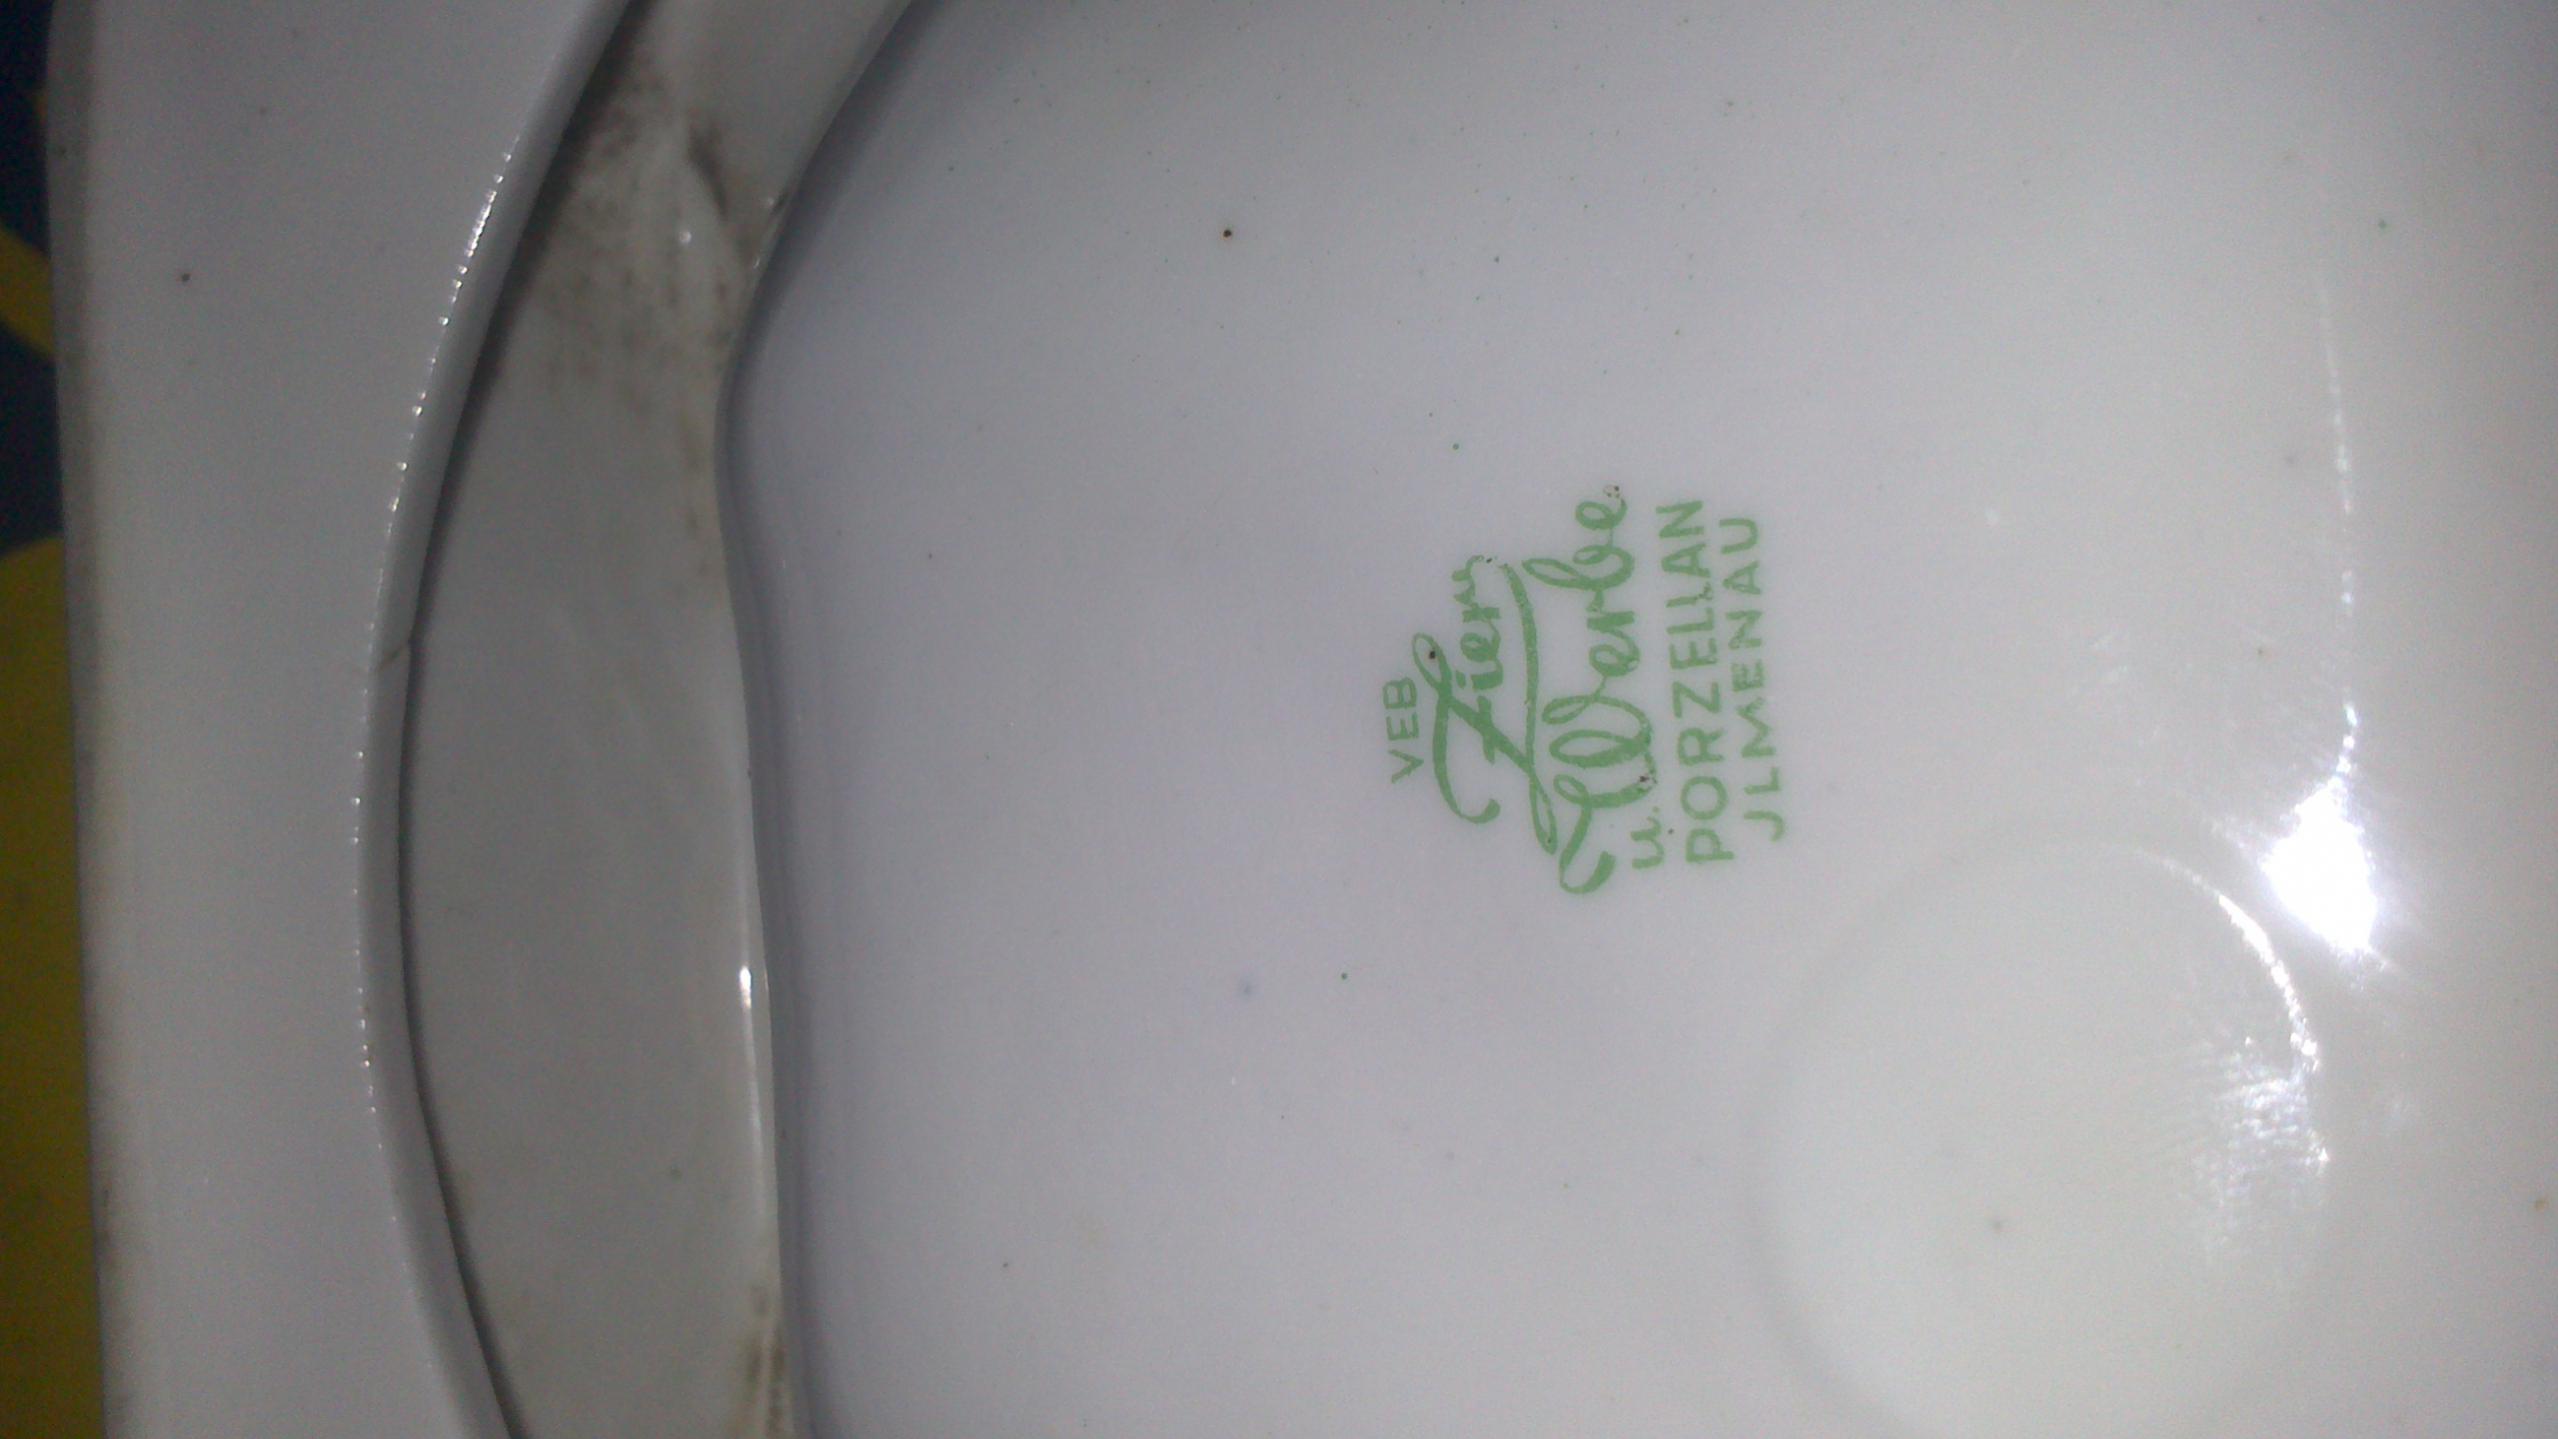 VEB
Zier
u. Werbe
PORZELLAN
JLMENAU